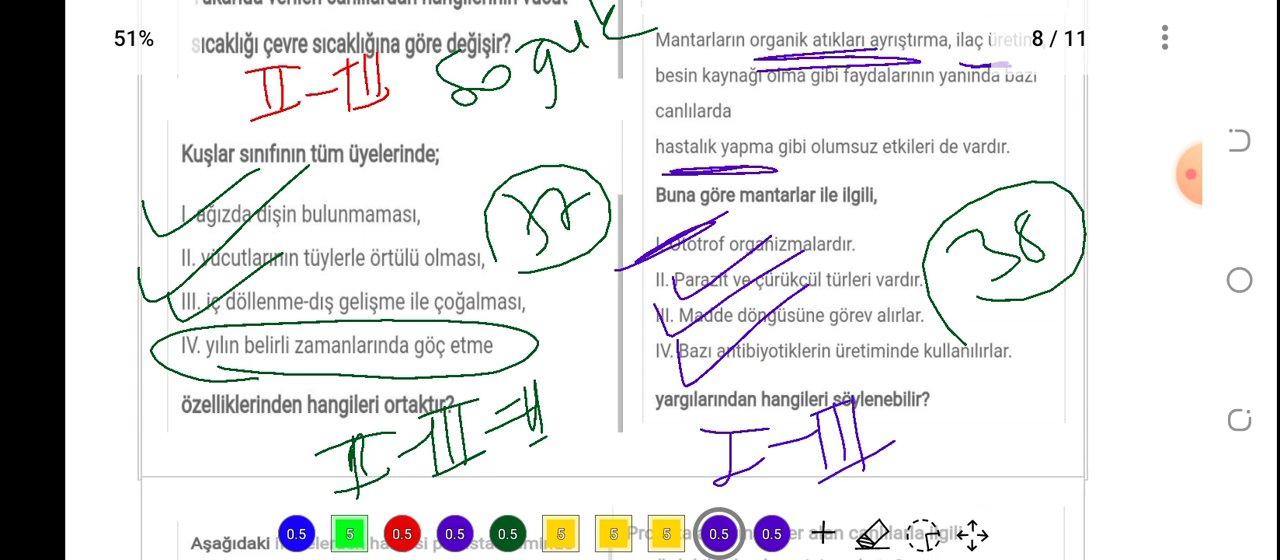 51%
8 / 11
sıcaklığı çevre sıcaklığına göre değişir?
II-III
Soğuk
Kuşlar sınıfının tüm üyelerinde;
I. ağızda dişin bulunmaması,
II. vücutlarının tüylerle örtülü olması,
III. iç döllenme-dış gelişme ile çoğalması,
IV. yılın belirli zamanlarında göç etme
özelliklerinden hangileri ortaktır?
37
Mantarların organik atıkları ayrıştırma, ilaç üretimi,
besin kaynağı olma gibi faydalarının yanında bazı
canlılarda
hastalık yapma gibi olumsuz etkileri de vardır.
Buna göre mantarlar ile ilgili,
I. Ototrof organizmalardır.
II. Parazit ve çürükçül türleri vardır.
III. Madde döngüsüne görev alırlar.
IV. Bazı antibiyotiklerin üretiminde kullanılırlar.
yargılarından hangileri söylenebilir?
38
I-III
0.5 5 0.5 0.5 0.5 5 5 5 0.5 0.5
Aşağıdaki